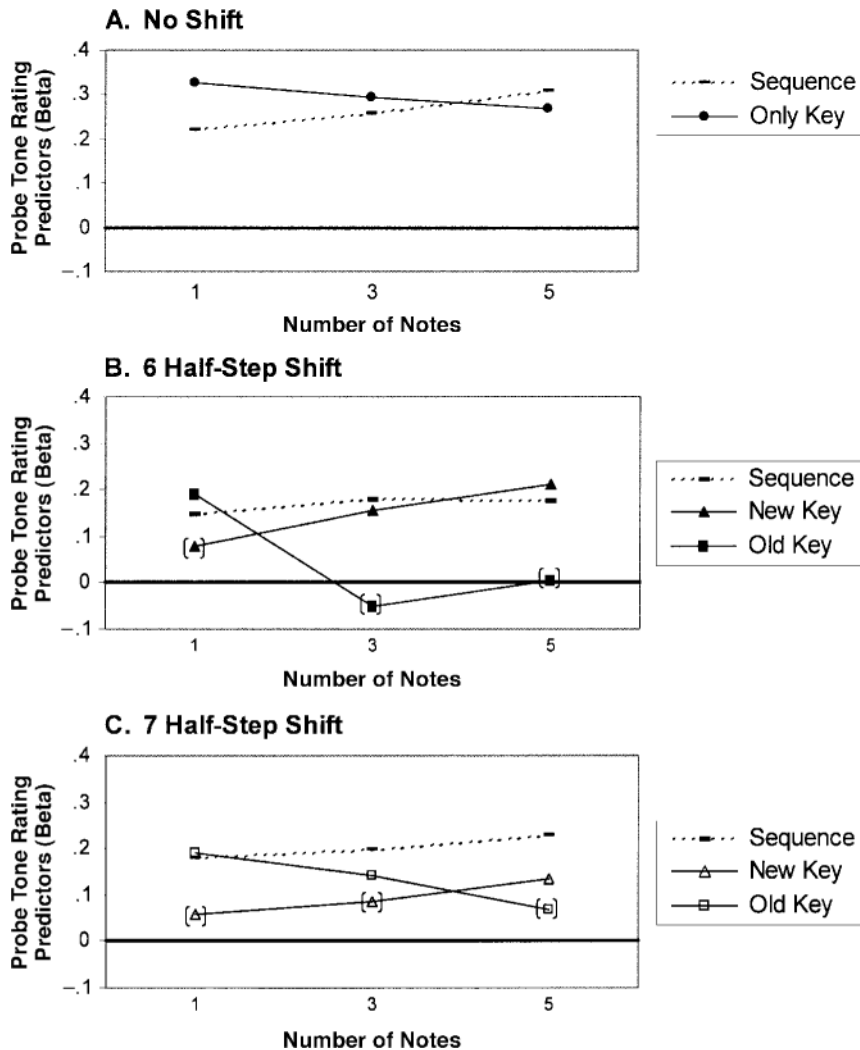 A. No Shift
Probe Tone Rating
Predictors (Beta)
.4
.3
.2
.1
0
–.1
1 3 5
Number of Notes
Sequence
Only Key
B. 6 Half-Step Shift
Probe Tone Rating
Predictors (Beta)
.4
.3
.2
.1
0
–.1
1 3 5
Number of Notes
Sequence
New Key
Old Key
C. 7 Half-Step Shift
Probe Tone Rating
Predictors (Beta)
.4
.3
.2
.1
0
–.1
1 3 5
Number of Notes
Sequence
New Key
Old Key